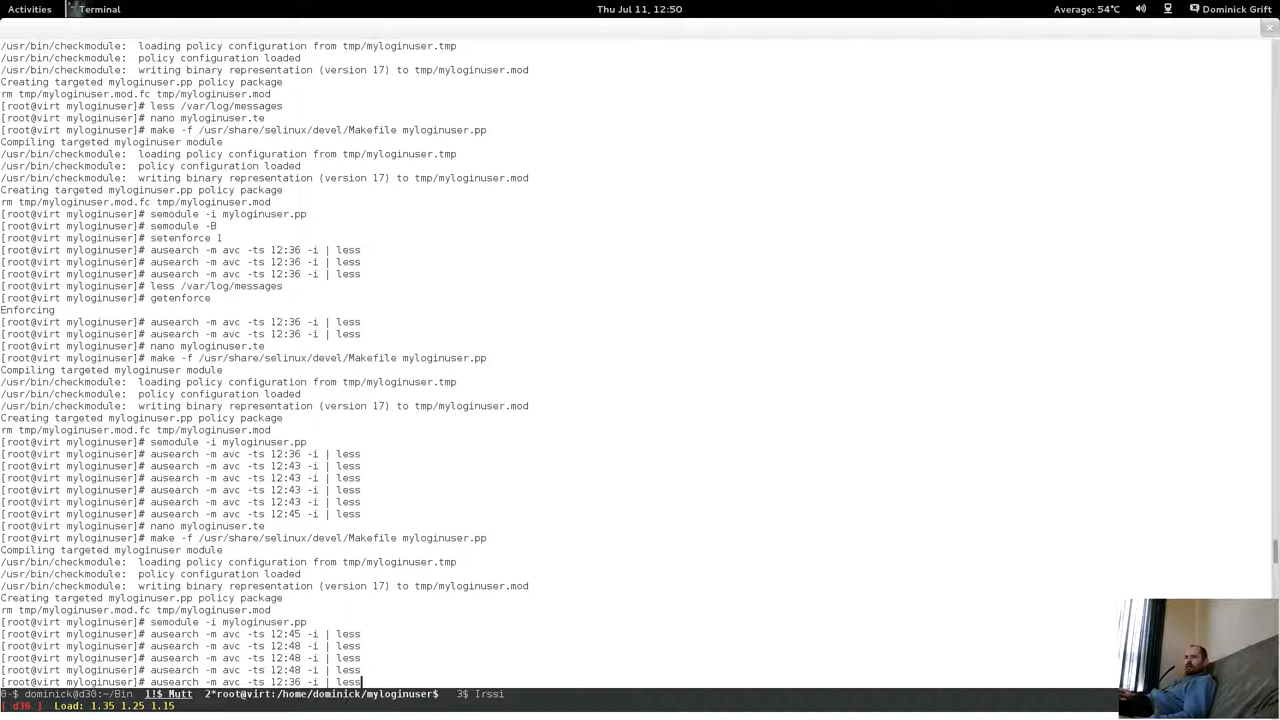 Activities Terminal Thu Jul 11, 12:50 Average: 54°C Dominick Grift
/usr/bin/checkmodule: loading policy configuration from tmp/myloginuser.tmp
/usr/bin/checkmodule: policy configuration loaded
/usr/bin/checkmodule: writing binary representation (version 17) to tmp/myloginuser.mod
Creating targeted myloginuser.pp policy package
rm tmp/myloginuser.mod.fc tmp/myloginuser.mod
[root@virt myloginuser]# less /var/log/messages
[root@virt myloginuser]# nano myloginuser.te
[root@virt myloginuser]# make -f /usr/share/selinux/devel/Makefile myloginuser.pp
Compiling targeted myloginuser module
/usr/bin/checkmodule: loading policy configuration from tmp/myloginuser.tmp
/usr/bin/checkmodule: policy configuration loaded
/usr/bin/checkmodule: writing binary representation (version 17) to tmp/myloginuser.mod
Creating targeted myloginuser.pp policy package
rm tmp/myloginuser.mod.fc tmp/myloginuser.mod
[root@virt myloginuser]# semodule -i myloginuser.pp
[root@virt myloginuser]# semodule -B
[root@virt myloginuser]# setenforce 1
[root@virt myloginuser]# ausearch -m avc -ts 12:36 -i | less
[root@virt myloginuser]# ausearch -m avc -ts 12:36 -i | less
[root@virt myloginuser]# ausearch -m avc -ts 12:36 -i | less
[root@virt myloginuser]# less /var/log/messages
[root@virt myloginuser]# getenforce
Enforcing
[root@virt myloginuser]# ausearch -m avc -ts 12:36 -i | less
[root@virt myloginuser]# ausearch -m avc -ts 12:36 -i | less
[root@virt myloginuser]# nano myloginuser.te
[root@virt myloginuser]# make -f /usr/share/selinux/devel/Makefile myloginuser.pp
Compiling targeted myloginuser module
/usr/bin/checkmodule: loading policy configuration from tmp/myloginuser.tmp
/usr/bin/checkmodule: policy configuration loaded
/usr/bin/checkmodule: writing binary representation (version 17) to tmp/myloginuser.mod
Creating targeted myloginuser.pp policy package
rm tmp/myloginuser.mod.fc tmp/myloginuser.mod
[root@virt myloginuser]# semodule -i myloginuser.pp
[root@virt myloginuser]# ausearch -m avc -ts 12:36 -i | less
[root@virt myloginuser]# ausearch -m avc -ts 12:43 -i | less
[root@virt myloginuser]# ausearch -m avc -ts 12:43 -i | less
[root@virt myloginuser]# ausearch -m avc -ts 12:43 -i | less
[root@virt myloginuser]# ausearch -m avc -ts 12:43 -i | less
[root@virt myloginuser]# ausearch -m avc -ts 12:45 -i | less
[root@virt myloginuser]# nano myloginuser.te
[root@virt myloginuser]# make -f /usr/share/selinux/devel/Makefile myloginuser.pp
Compiling targeted myloginuser module
/usr/bin/checkmodule: loading policy configuration from tmp/myloginuser.tmp
/usr/bin/checkmodule: policy configuration loaded
/usr/bin/checkmodule: writing binary representation (version 17) to tmp/myloginuser.mod
Creating targeted myloginuser.pp policy package
rm tmp/myloginuser.mod.fc tmp/myloginuser.mod
[root@virt myloginuser]# semodule -i myloginuser.pp
[root@virt myloginuser]# ausearch -m avc -ts 12:45 -i | less
[root@virt myloginuser]# ausearch -m avc -ts 12:48 -i | less
[root@virt myloginuser]# ausearch -m avc -ts 12:48 -i | less
[root@virt myloginuser]# ausearch -m avc -ts 12:48 -i | less
[root@virt myloginuser]# ausearch -m avc -ts 12:36 -i | less
0-$ dominick@d30:~/Bin 1!$ Mutt 2*root@virt:/home/dominick/myloginuser$ 3$ Irssi
[ d30 ] Load: 1.35 1.25 1.15